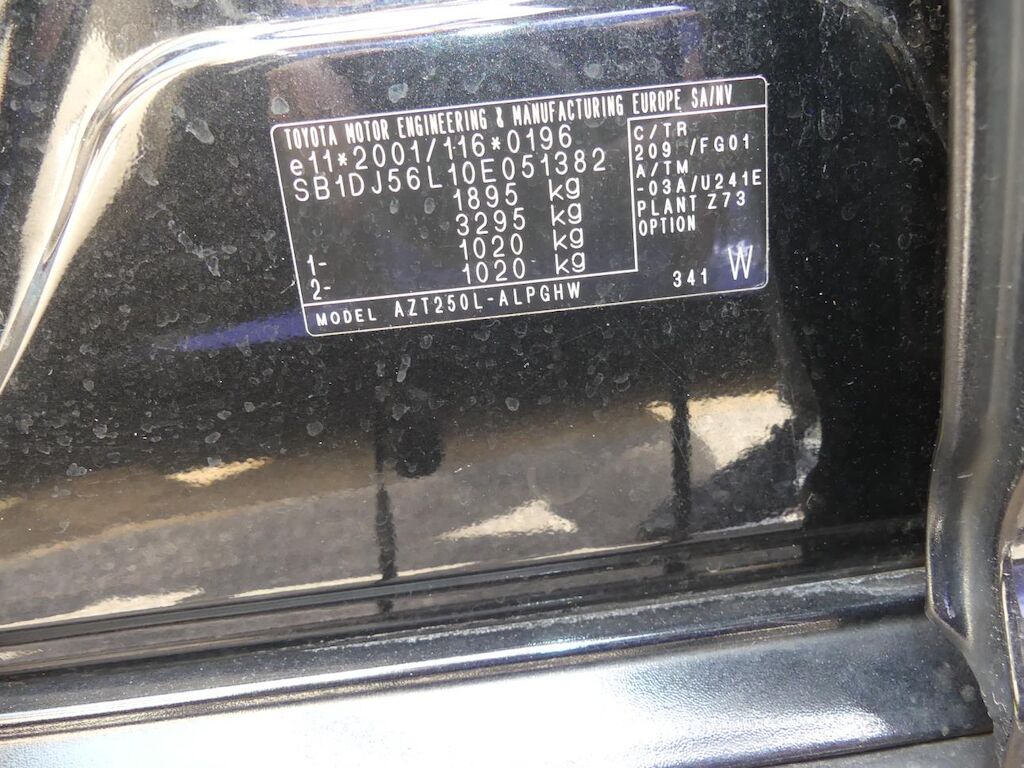 TOYOTA MOTOR ENGINEERING & MANUFACTURING EUROPE SA/NV
e11*2001/116*0196
SB1DJ56L10E051382
1895 kg
3295 kg
1- 1020 kg
2- 1020 kg
C/TR
209 /FG01
A/TM
-03A/U241E
PLANT Z73
OPTION
341 W
MODEL AZT250L-ALPGHW